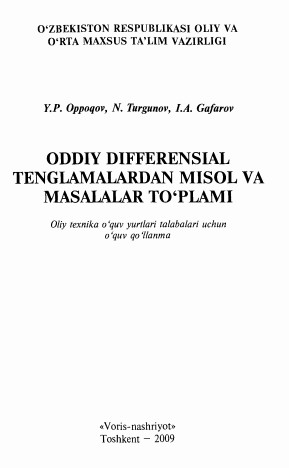 O‘ZBEKISTON RESPUBLIKASI OLIY VA
O‘RTA MAXSUS TA’LIM VAZIRLIGI
Y.P. Oppoqov, N. Turgunov, I.A. Gafarov
ODDIY DIFFERENSIAL
TENGLAMALARDAN MISOL VA
MASALALAR TO‘PLAMI
Oliy texnika o‘quv yurtlari talabalari uchun
o‘quv qo‘llanma
«Voris-nashriyot»
Toshkent – 2009